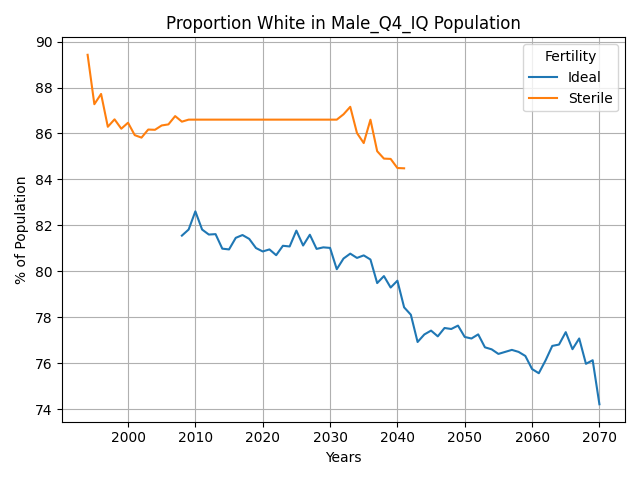 Proportion White in Male_Q4_IQ Population
90
88
86
84
82
80
78
76
74
% of Population
Fertility
Ideal
Sterile
2000
2010
2020
2030
2040
2050
2060
2070
Years